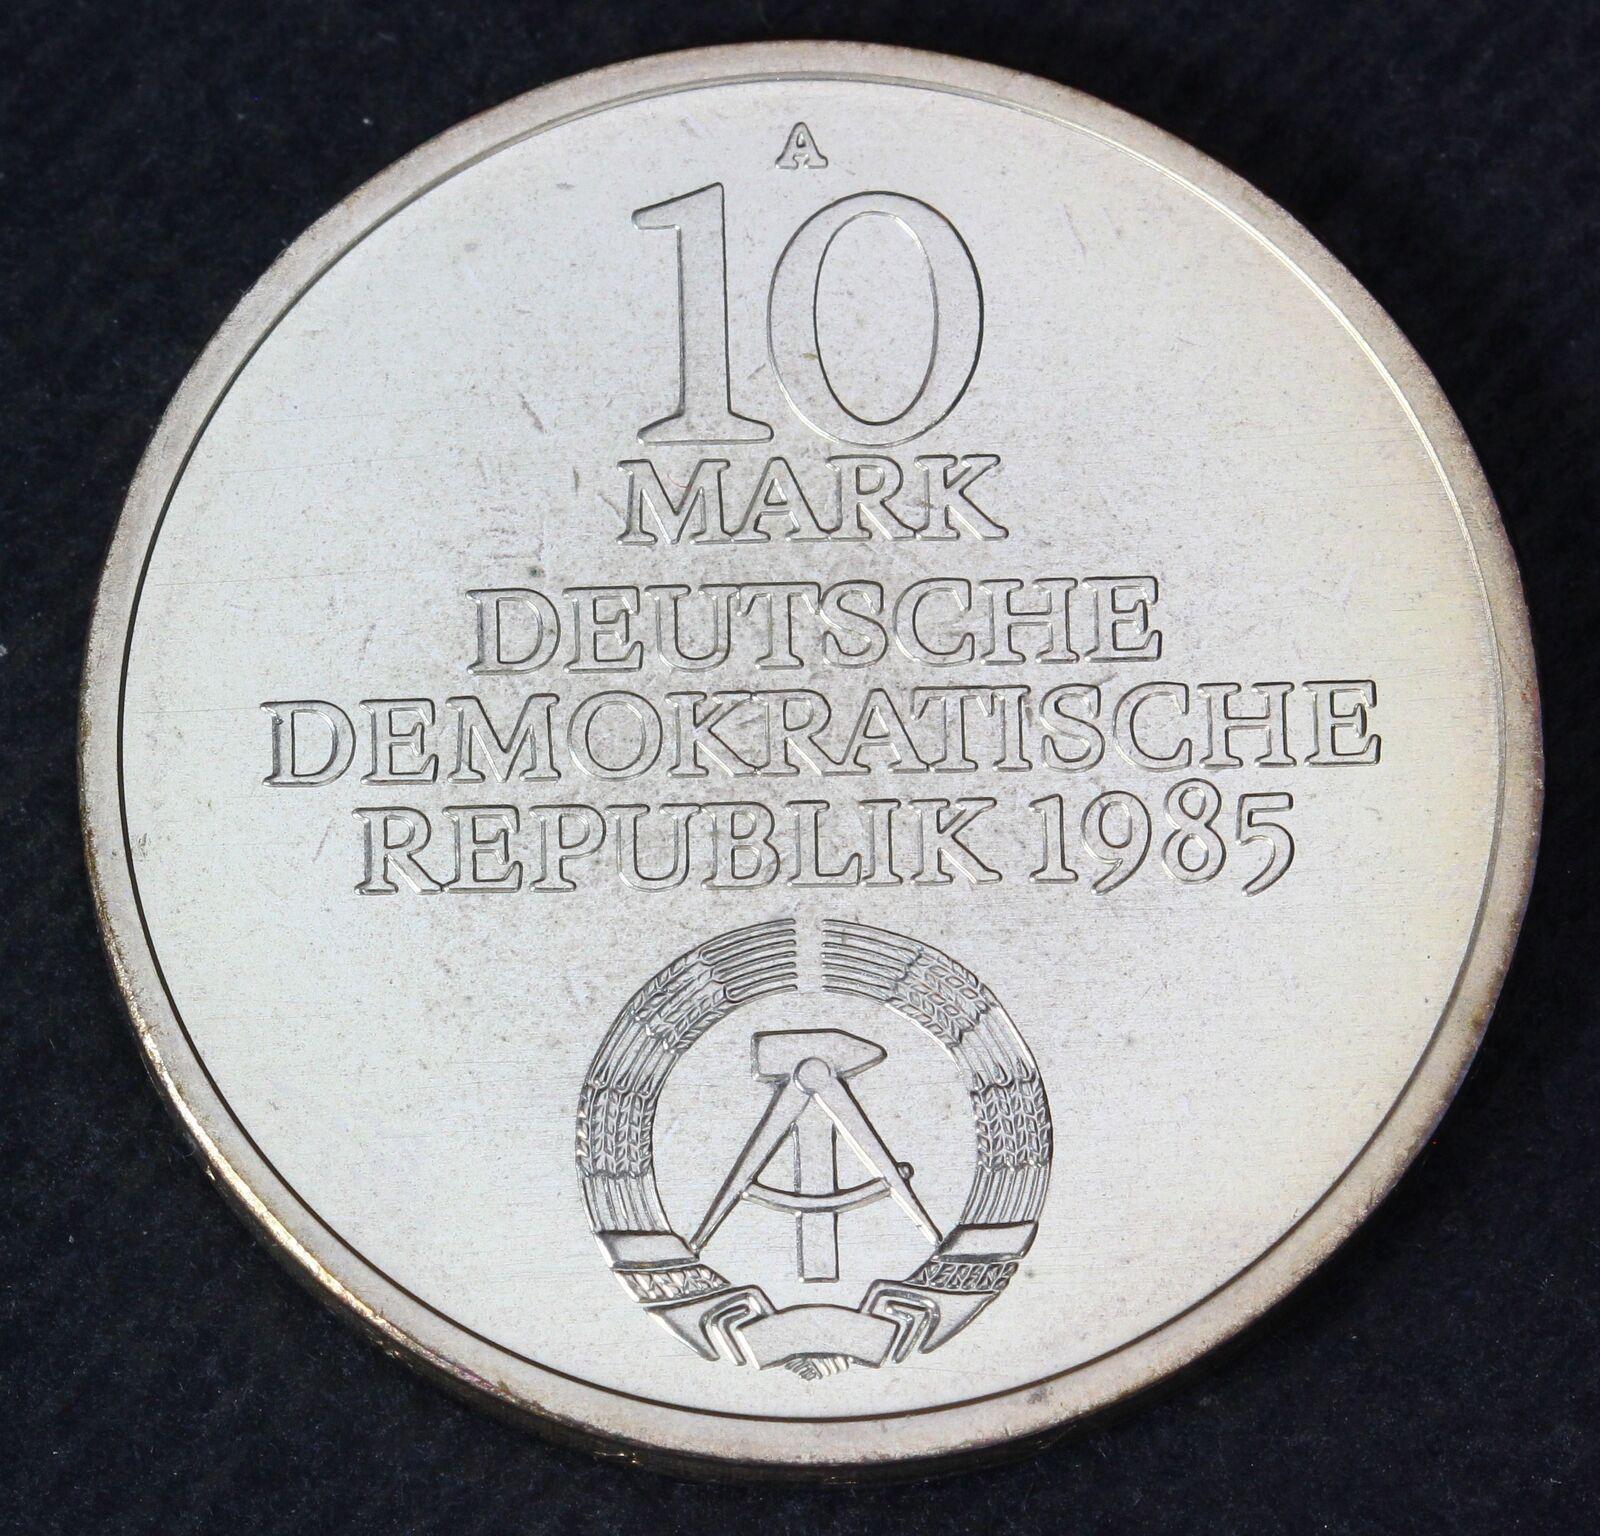 A
10
MARK
DEUTSCHE
DEMOKRATISCHE
REPUBLIK 1985